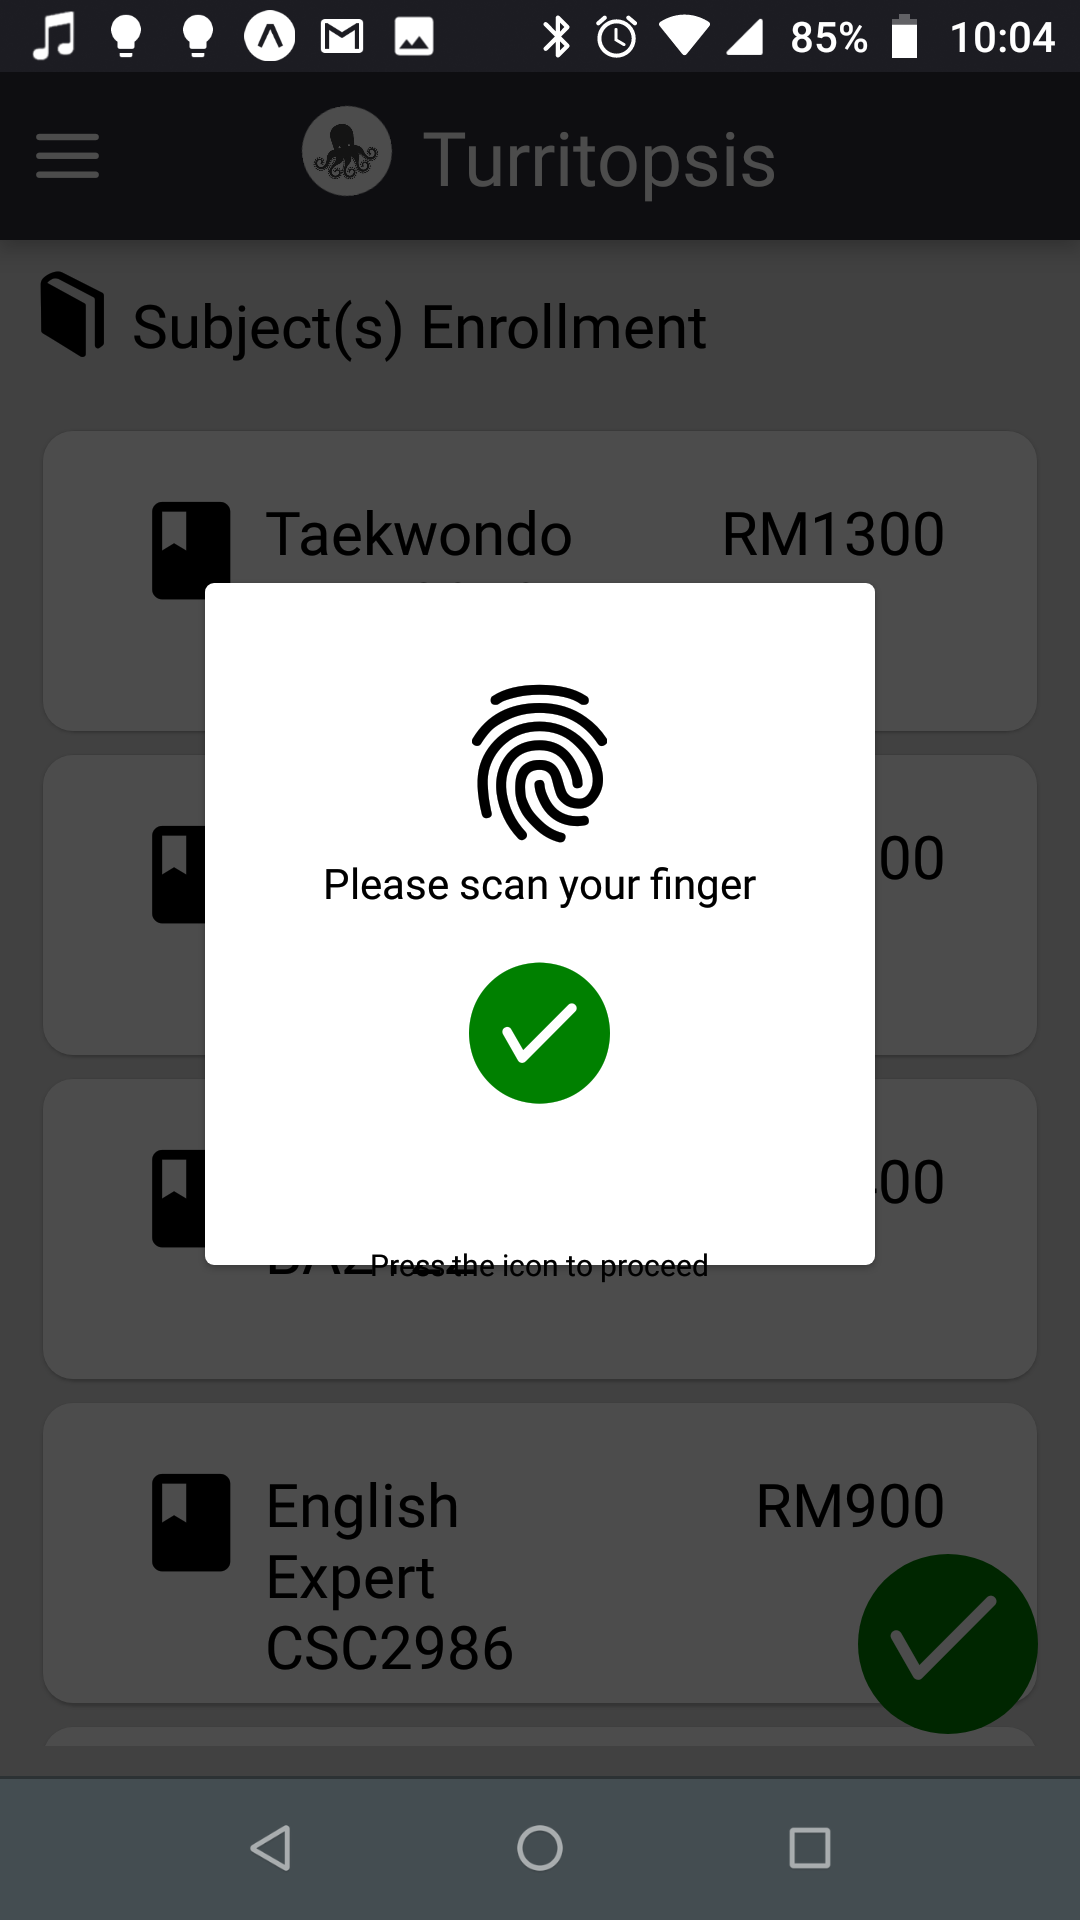 85% 10:04
Turritopsis
Subject(s) Enrollment
Taekwondo RM1300
00
Please scan your finger
00
Press the icon to proceed
English RM900
Expert
CSC2986